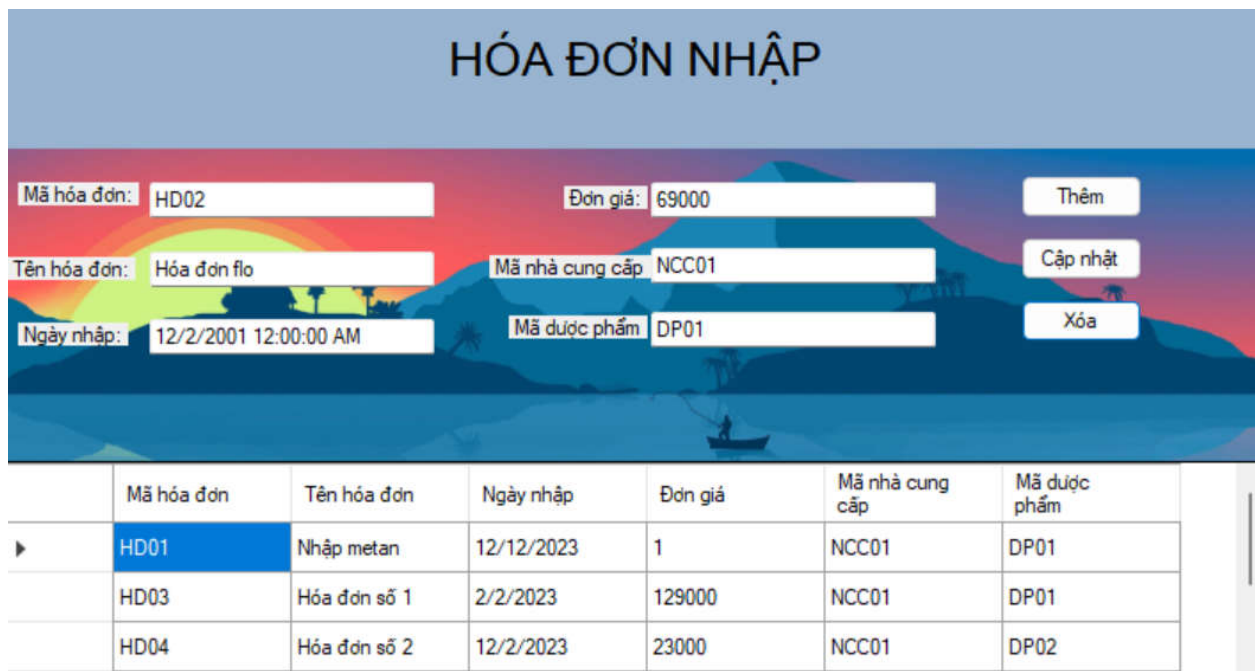 HÓA ĐƠN NHẬP
Mã hóa đơn: HD02 Đơn giá: 69000 Thêm
Tên hóa đơn: Hóa đơn flo Mã nhà cung cấp NCC01 Cập nhật
Ngày nhập: 12/2/2001 12:00:00 AM Mã dược phẩm DP01 Xóa
Mã hóa đơn Tên hóa đơn Ngày nhập Đơn giá Mã nhà cung cấp Mã dược phẩm
HD01 Nhập metan 12/12/2023 1 NCC01 DP01
HD03 Hóa đơn số 1 2/2/2023 129000 NCC01 DP01
HD04 Hóa đơn số 2 12/2/2023 23000 NCC01 DP02